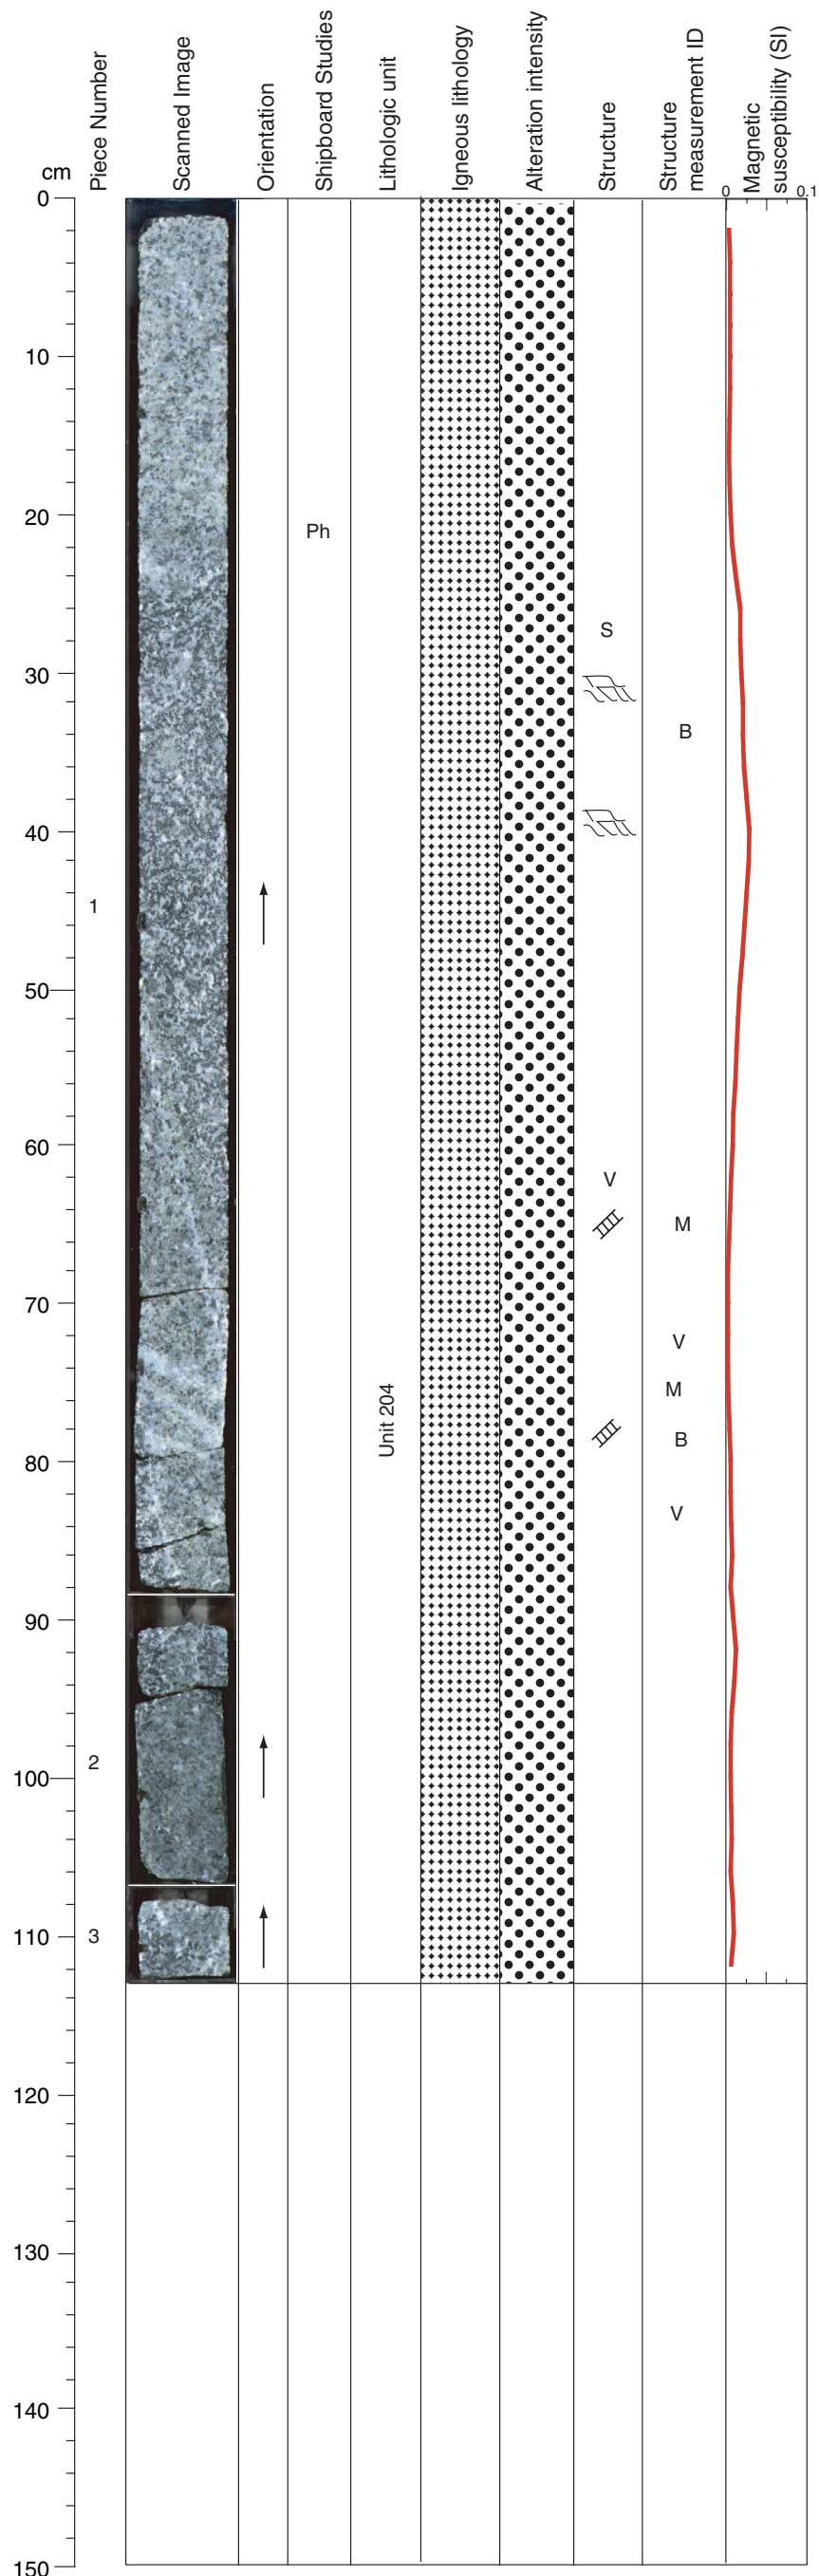 cm
Piece Number
Scanned Image
Orientation
Shipboard Studies
Lithologic unit
Igneous lithology
Alteration intensity
Structure
Structure
measurement ID
Magnetic
susceptibility (SI)
0 0.1
0
10
20
Ph
S
30
B
40
1
50
60
V
M
70
V
M
Unit 204
B
80
V
90
2
100
3
110
120
130
140
150